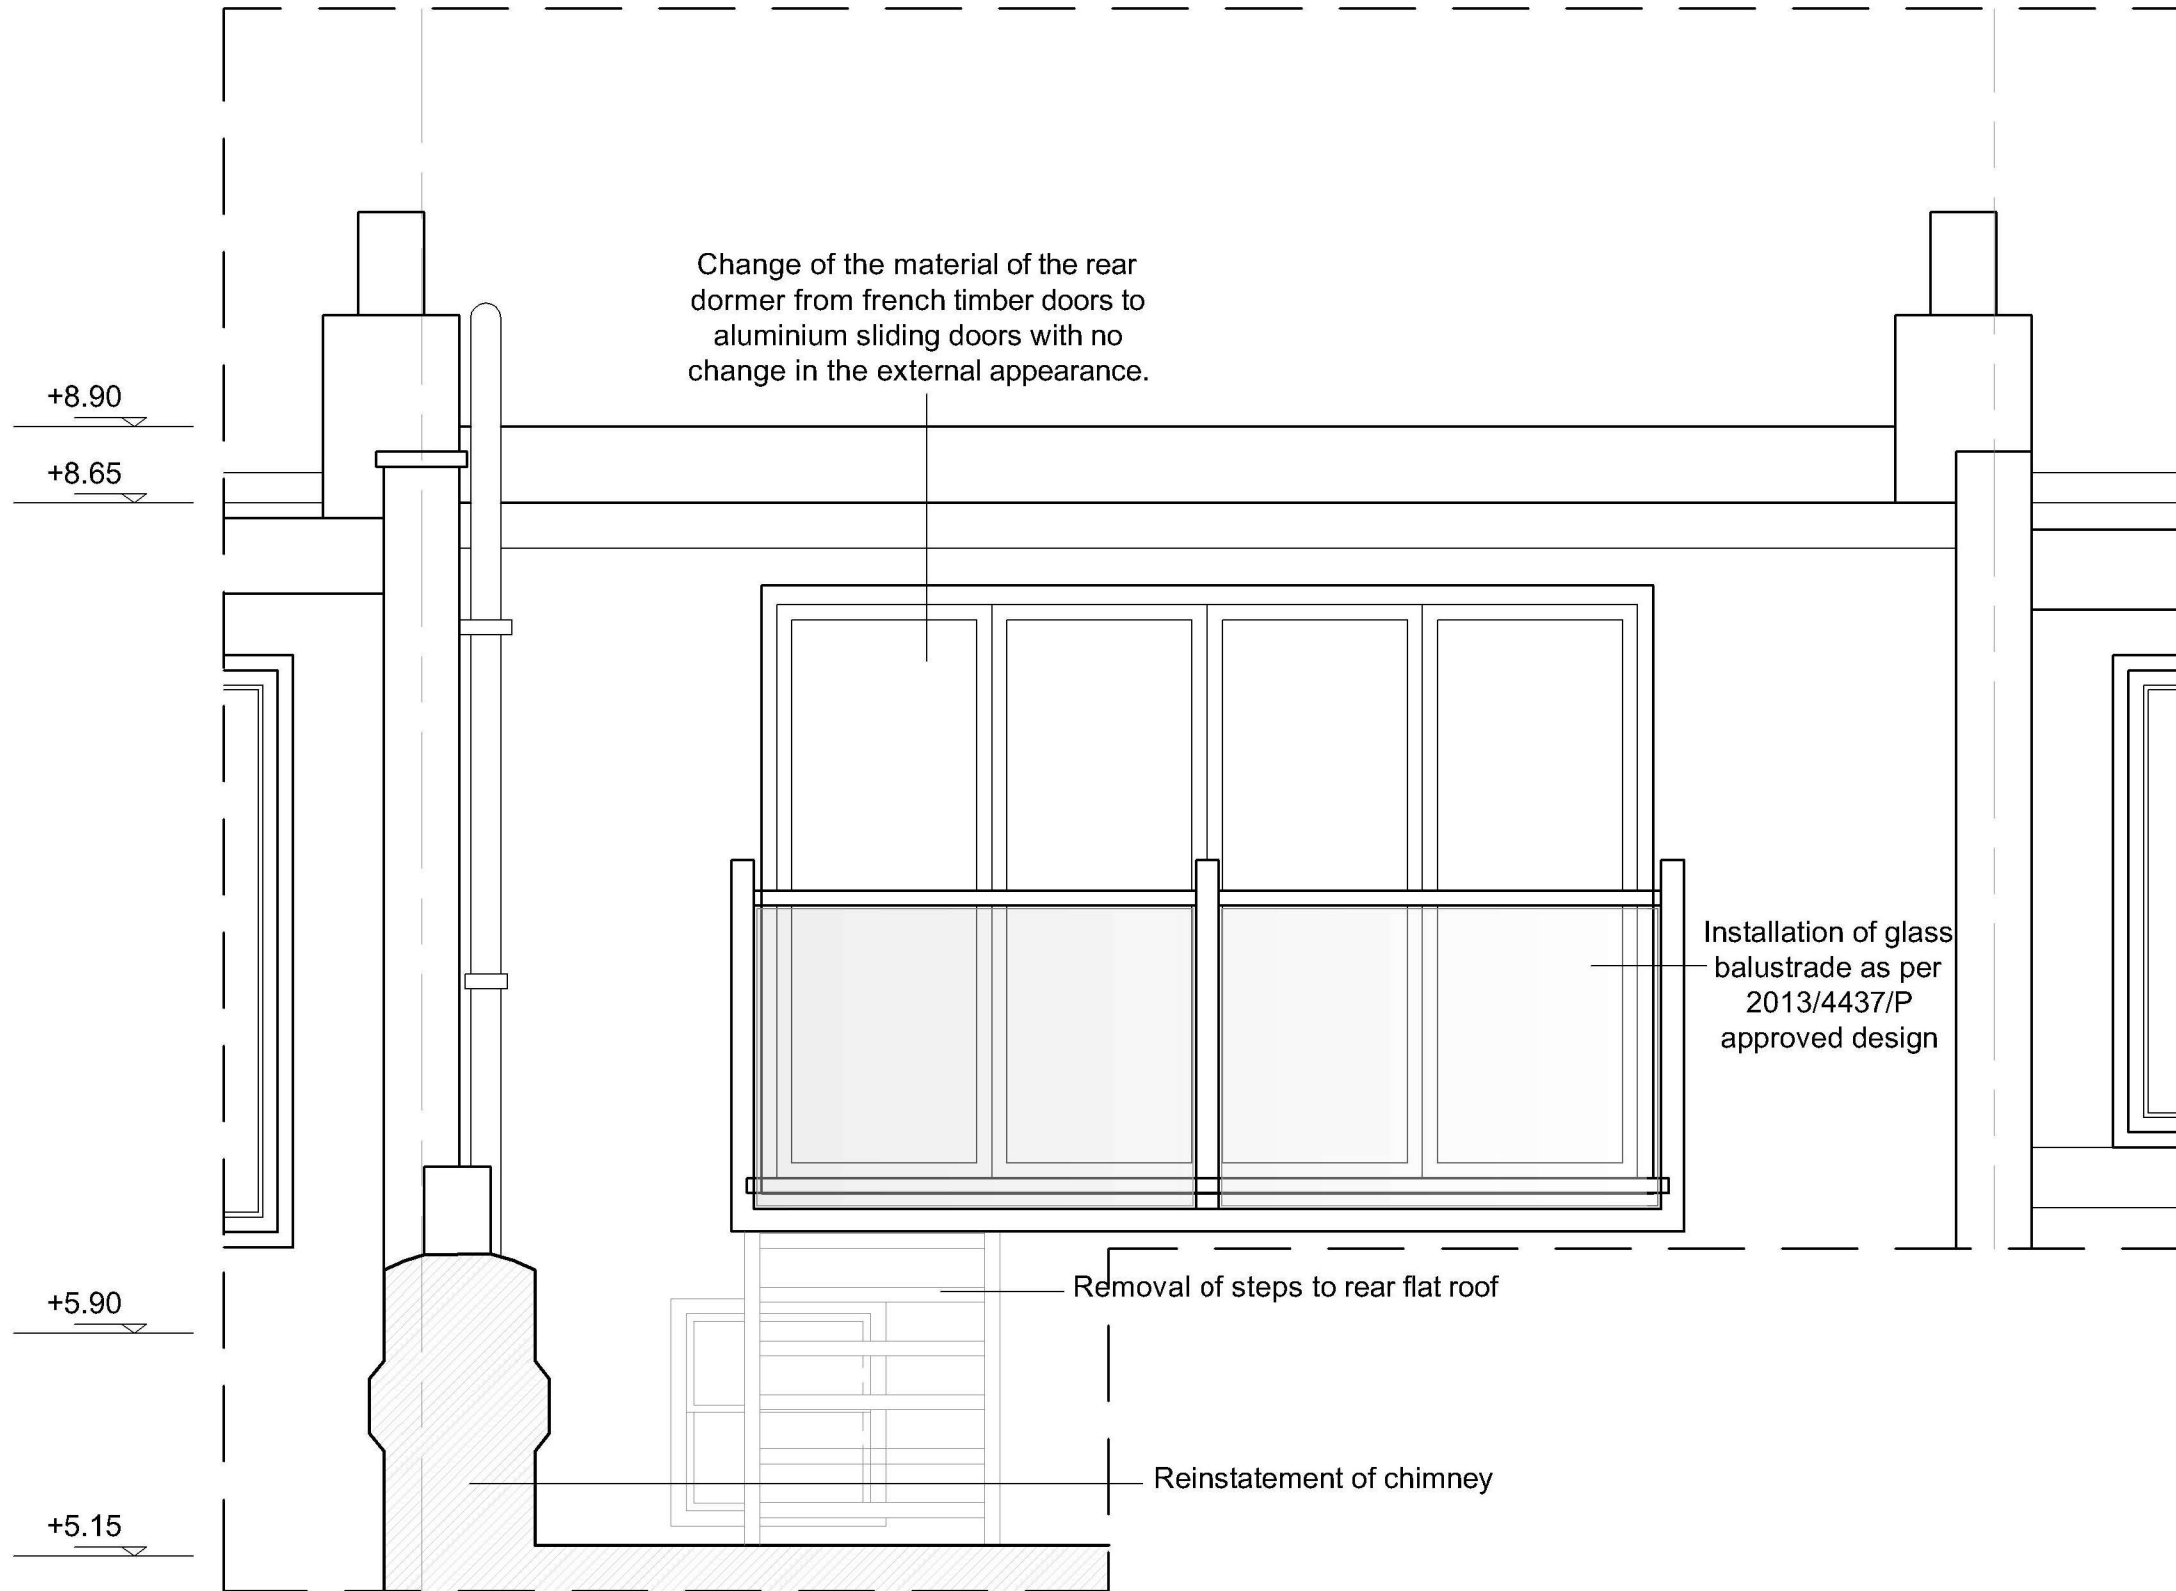 Change of the material of the rear
dormer from french timber doors to
aluminium sliding doors with no
change in the external appearance.
+8.90
+8.65
Installation of glass
balustrade as per
2013/4437/P
approved design
Removal of steps to rear flat roof
+5.90
Reinstatement of chimney
+5.15